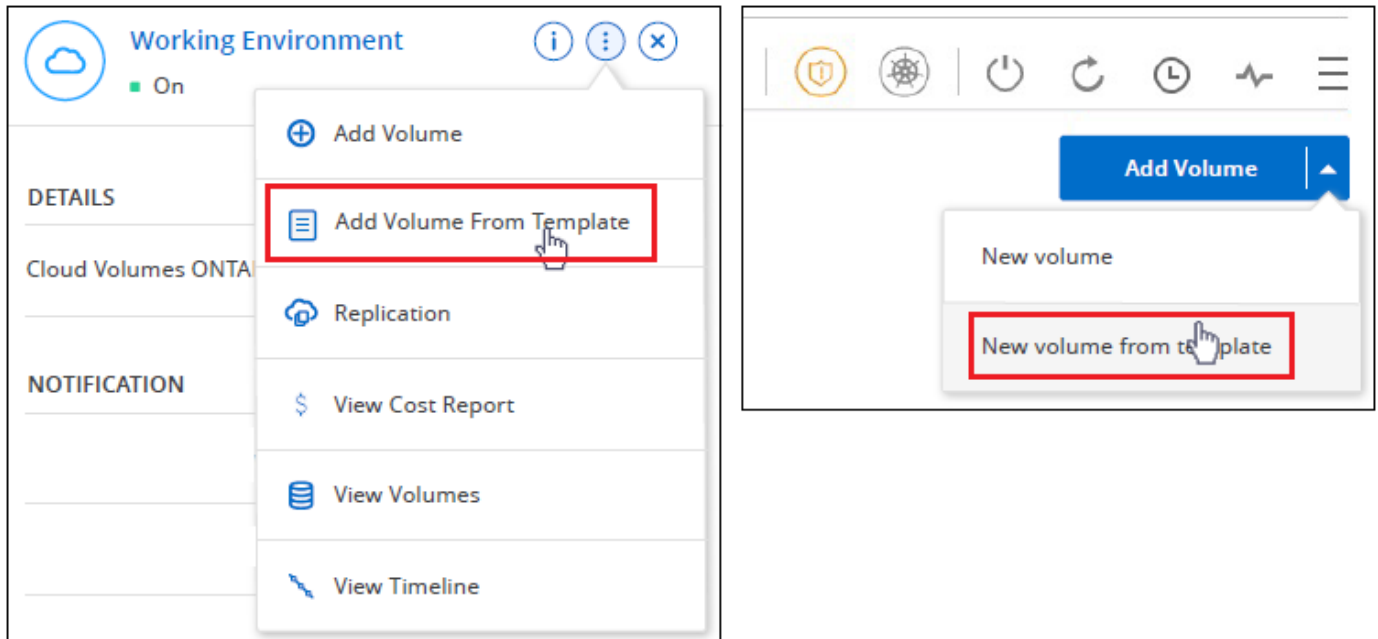 Working Environment
On
Add Volume
DETAILS
Add Volume From Template
Cloud Volumes ONTA
Replication
NOTIFICATION
View Cost Report
View Volumes
View Timeline
Add Volume
New volume
New volume from template